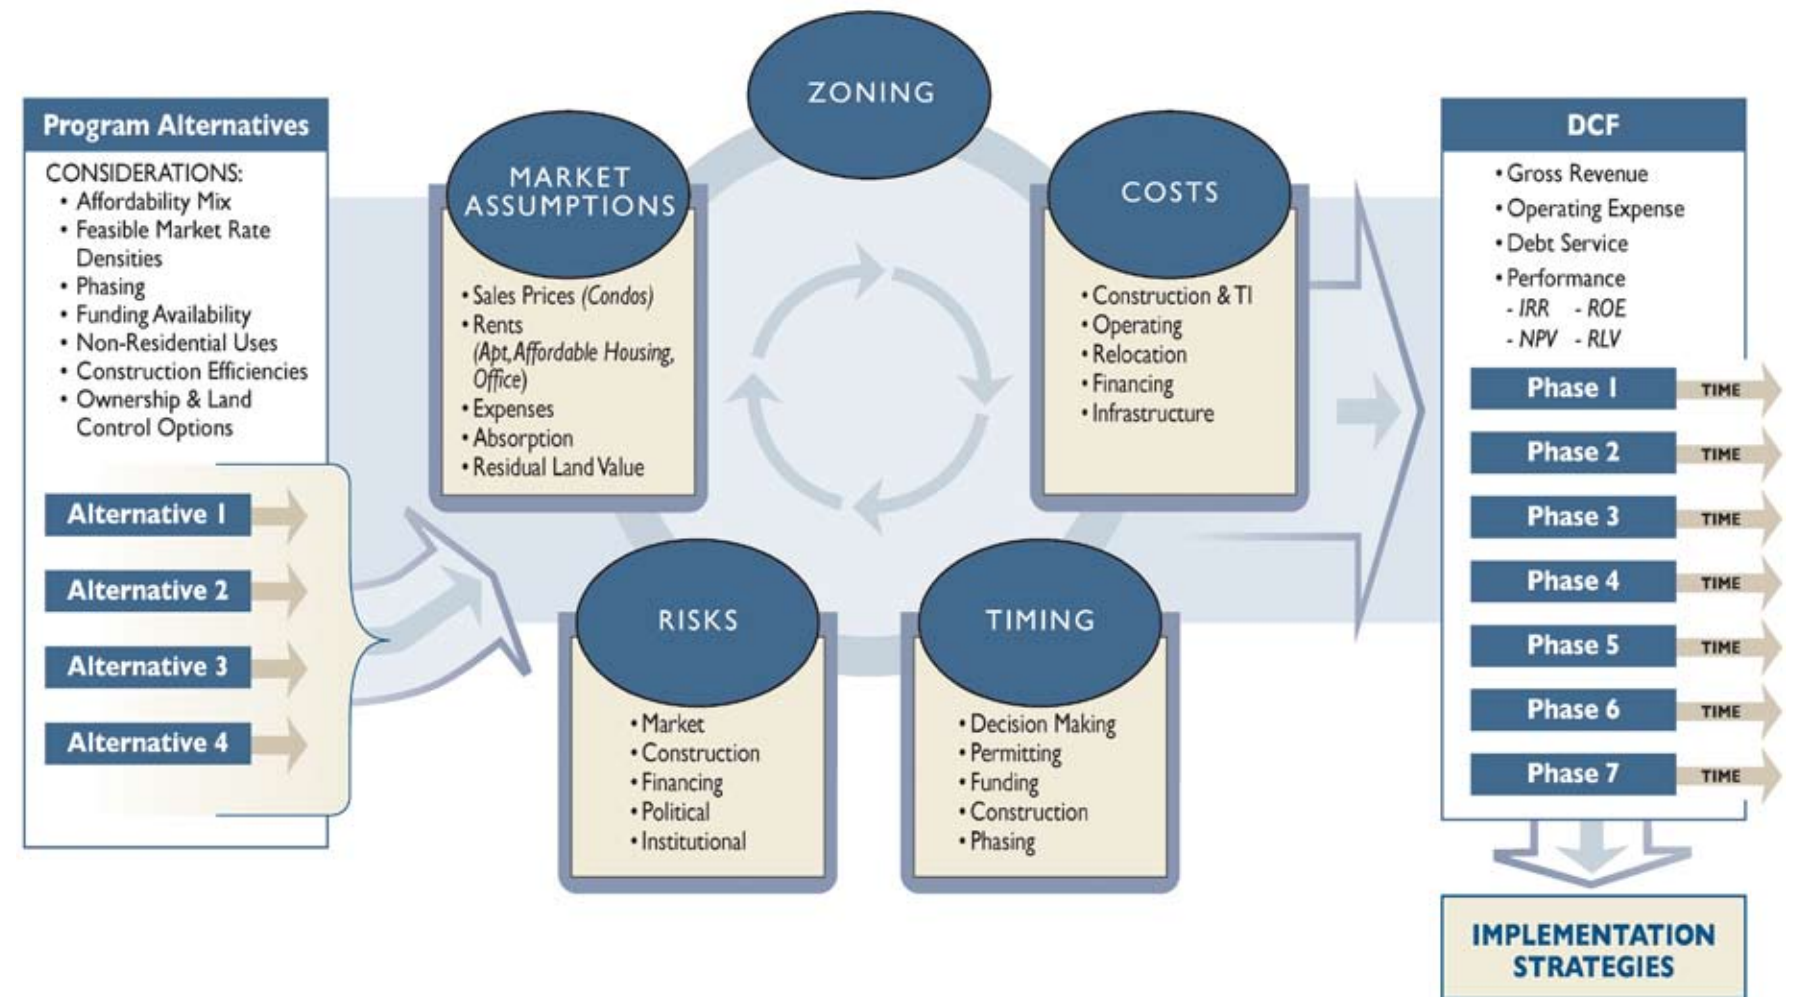 Program Alternatives
CONSIDERATIONS:
• Affordability Mix
• Feasible Market Rate
Densities
• Phasing
• Funding Availability
• Non-Residential Uses
• Construction Efficiencies
• Ownership & Land
Control Options
Alternative 1
Alternative 2
Alternative 3
Alternative 4
ZONING
MARKET
ASSUMPTIONS
• Sales Prices (Condos)
• Rents
(Apt, Affordable Housing,
Office)
• Expenses
• Absorption
• Residual Land Value
COSTS
• Construction & TI
• Operating
• Relocation
• Financing
• Infrastructure
RISKS
• Market
• Construction
• Financing
• Political
• Institutional
TIMING
• Decision Making
• Permitting
• Funding
• Construction
• Phasing
DCF
• Gross Revenue
• Operating Expense
• Debt Service
• Performance
- IRR - ROE
- NPV - RLV
Phase 1 TIME
Phase 2 TIME
Phase 3 TIME
Phase 4 TIME
Phase 5 TIME
Phase 6 TIME
Phase 7 TIME
IMPLEMENTATION
STRATEGIES